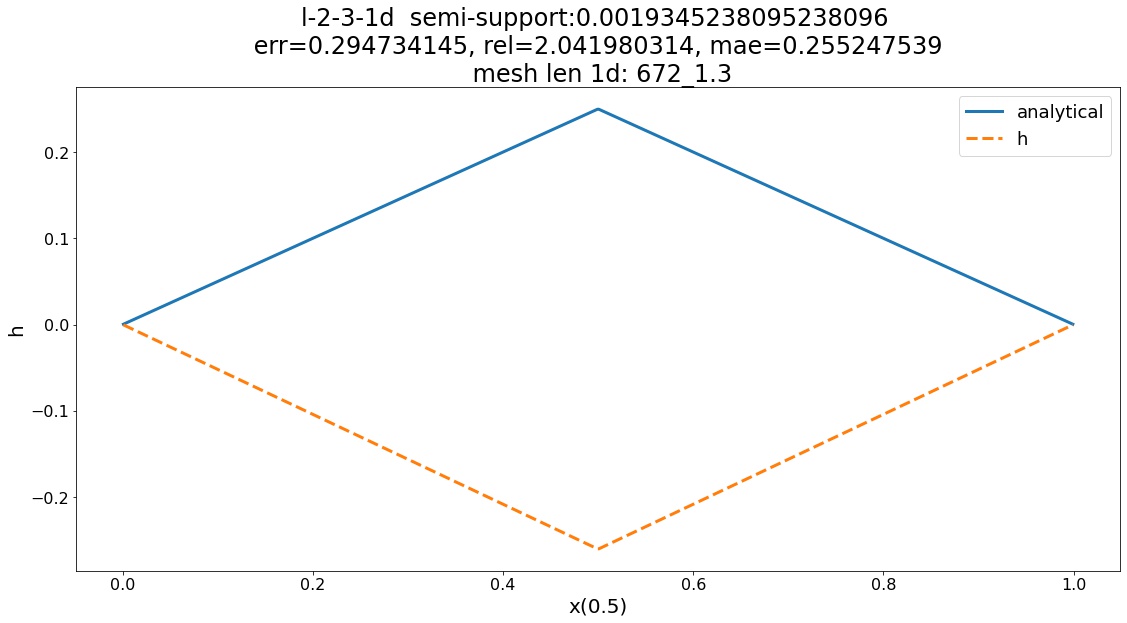 l-2-3-1d  semi-support:0.0019345238095238096
err=0.294734145, rel=2.041980314, mae=0.255247539
mesh len 1d: 672_1.3
analytical
h
0.2
0.1
0.0
−0.1
−0.2
h
0.0 0.2 0.4 0.6 0.8 1.0
x(0.5)